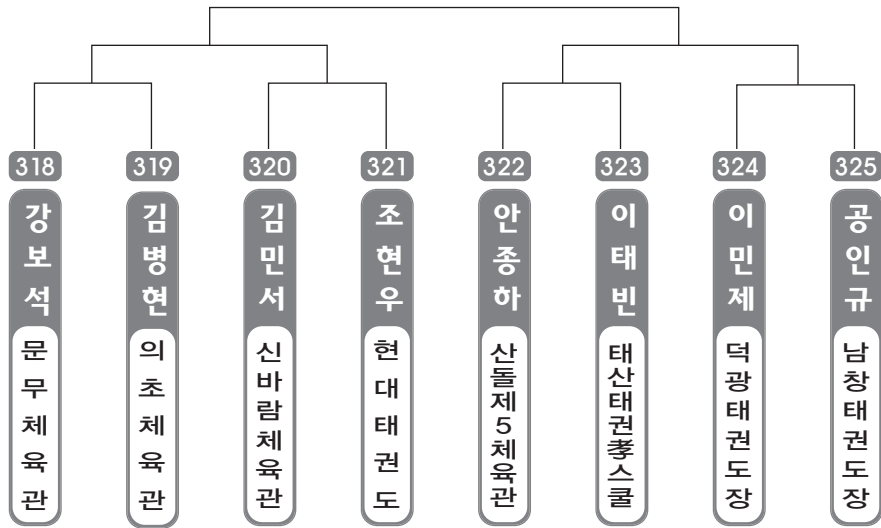 318
강보석
문무체육관
319
김병현
의초체육관
320
김민서
신바람체육관
321
조현우
현대태권도
322
안종하
산돌제5체육관
323
이태빈
태산태권孝스쿨
324
이민제
덕광태권도장
325
공인규
남창태권도장